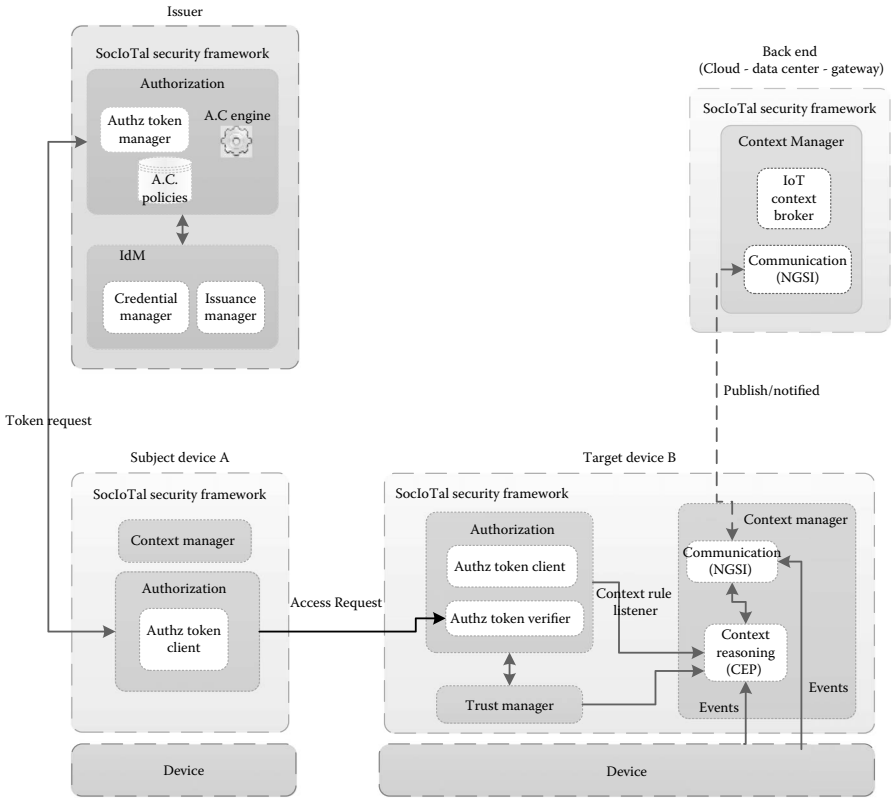 Issuer
SocIoTal security framework
Authorization
Authz token
manager
A.C engine
A.C.
policies
IdM
Credential
manager
Issuance
manager
Back end
(Cloud - data center - gateway)
SocIoTal security framework
Context Manager
IoT
context
broker
Communication
(NGSI)
Publish/notified
Token request
Subject device A
SocIoTal security framework
Context manager
Authorization
Authz token
client
Access Request
Target device B
SocIoTal security framework
Authorization
Authz token client
Authz token verifier
Trust manager
Context rule
listener
Context manager
Communication
(NGSI)
Context
reasoning
(CEP)
Events
Events
Device
Device